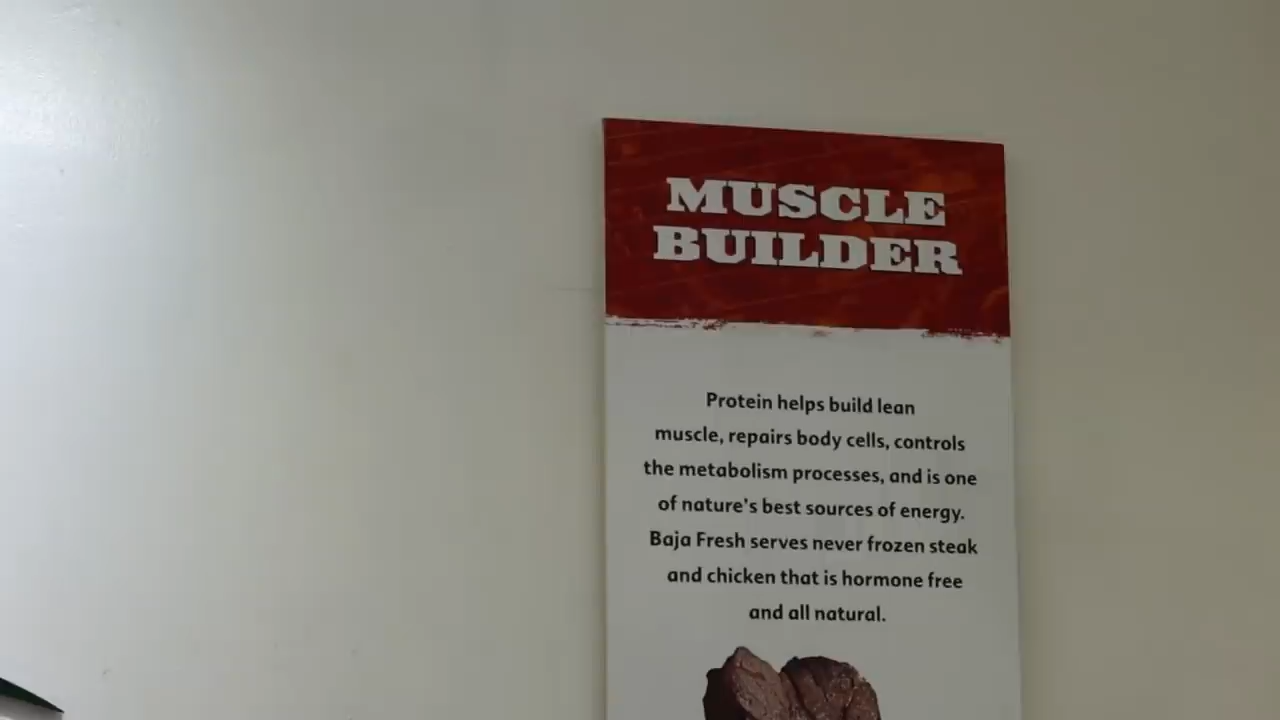 MUSCLE
BUILDER
Protein helps build lean
muscle, repairs body cells, controls
the metabolism processes, and is one
of nature's best sources of energy.
Baja Fresh serves never frozen steak
and chicken that is hormone free
and all natural.